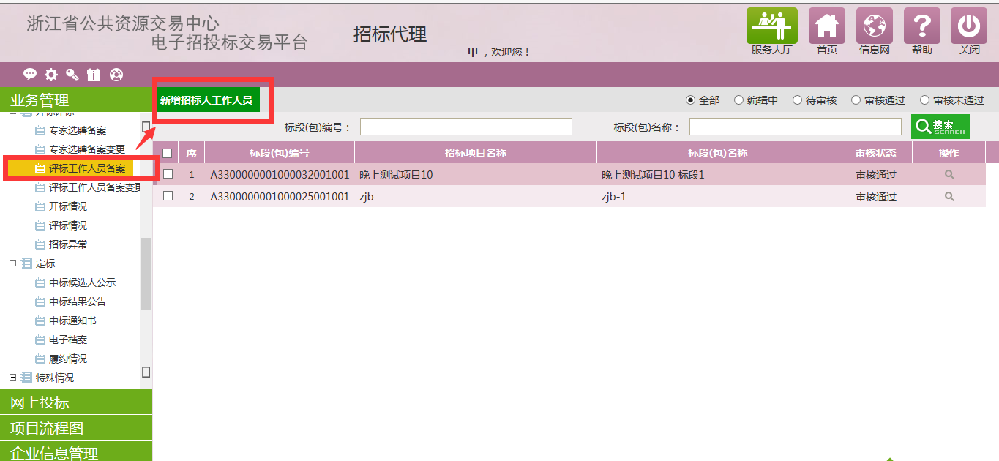 浙江省公共资源交易中心
电子招投标交易平台
招标代理
甲 ，欢迎您！
服务大厅
首页
信息网
帮助
关闭
业务管理
新增招标人工作人员
全部 编辑中 待审核 审核通过 审核未通过
标段(包)编号： 标段(包)名称： 搜索
SEARCH
开标评标
专家选聘备案
专家选聘备案变更
评标工作人员备案
评标工作人员备案变更
开标情况
评标情况
招标异常
定标
中标候选人公示
中标结果公告
中标通知书
电子档案
履约情况
特殊情况
网上投标
项目流程图
企业信息管理
序 标段(包)编号 招标项目名称 标段(包)名称 审核状态 操作
1 A3300000001000032001001 晚上测试项目10 晚上测试项目10 标段1 审核通过
2 A3300000001000025001001 zjb zjb-1 审核通过